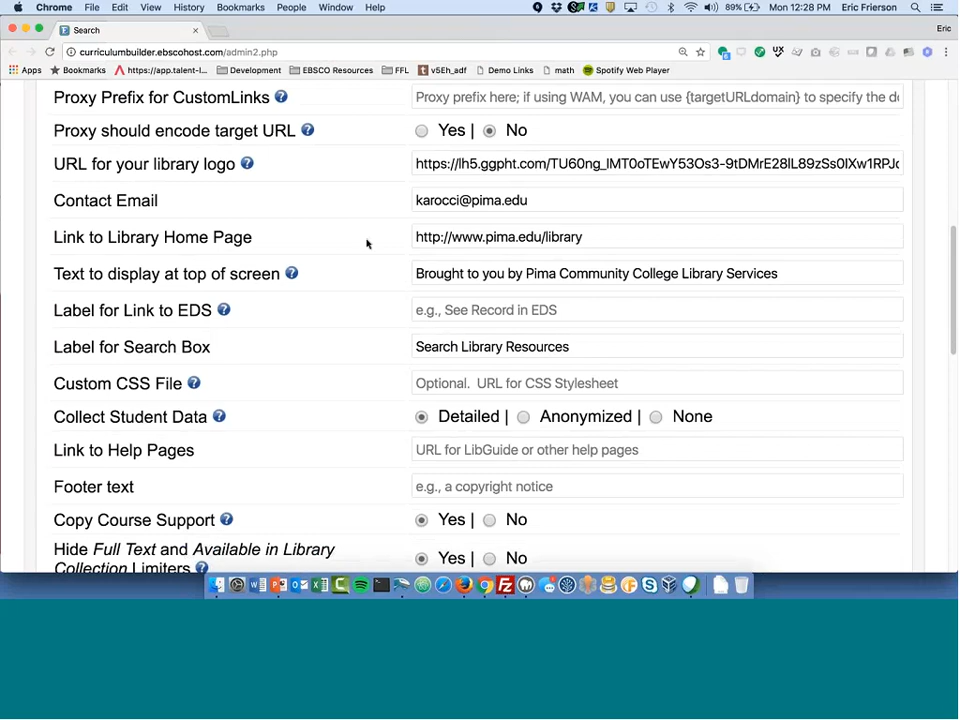 Chrome File Edit View History Bookmarks People Window Help 89% Mon 12:28 PM Eric Frierson
Search Eric
curriculumbuilder.ebscohost.com/admin2.php
Apps Bookmarks https://app.talent-l... Development EBSCO Resources FFL v5Eh_adf Demo Links math Spotify Web Player
Proxy Prefix for CustomLinks ? Proxy prefix here; if using WAM, you can use {targetURLdomain} to specify the do
Proxy should encode target URL ? Yes | No
URL for your library logo ?
Contact Email karocci@pima.edu
Link to Library Home Page http://www.pima.edu/library
Text to display at top of screen ? Brought to you by Pima Community College Library Services
Label for Link to EDS ? e.g., See Record in EDS
Label for Search Box Search Library Resources
Custom CSS File ? Optional. URL for CSS Stylesheet
Collect Student Data ? Detailed | Anonymized | None
Link to Help Pages URL for LibGuide or other help pages
Footer text e.g., a copyright notice
Copy Course Support ? Yes | No
Hide Full Text and Available in Library Yes | No
Collection Limiters ?